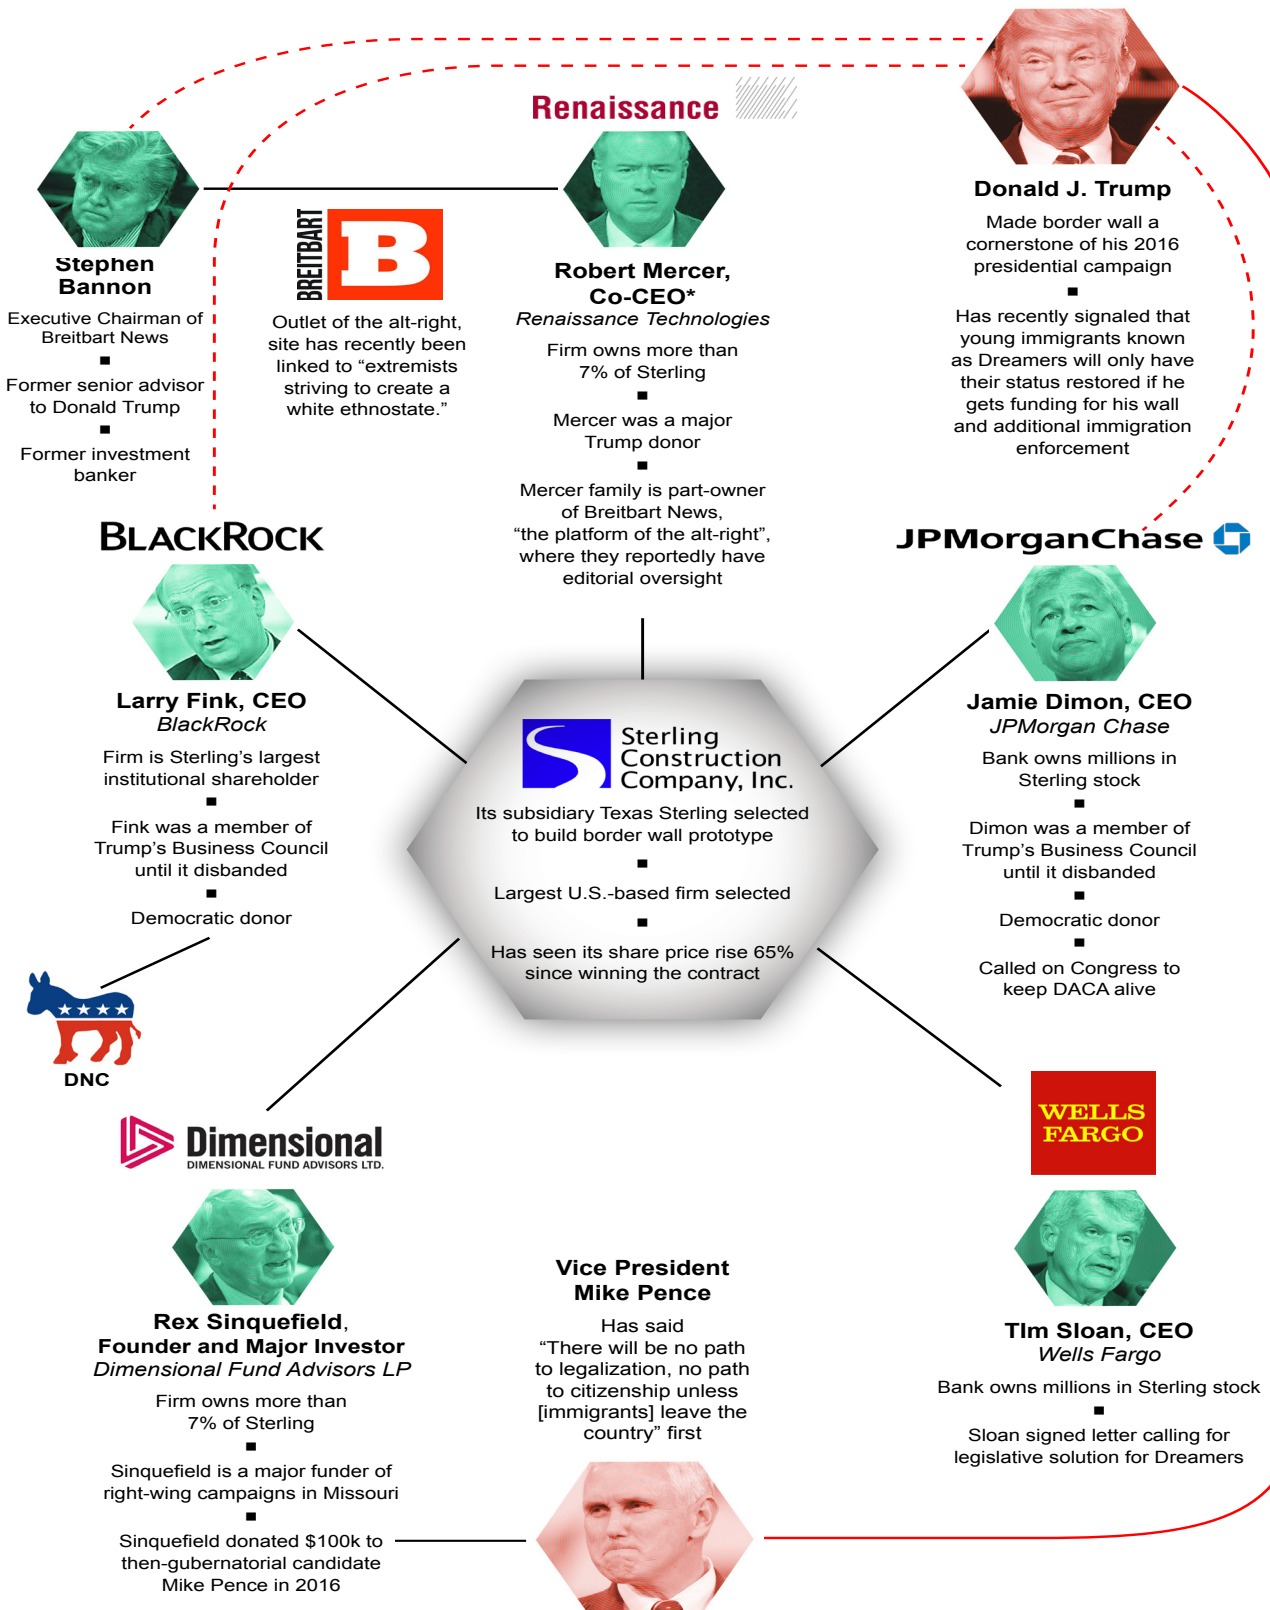 Renaissance
Donald J. Trump
Made border wall a
cornerstone of his 2016
presidential campaign
Has recently signaled that
young immigrants known
as Dreamers will only have
their status restored if he
gets funding for his wall
and additional immigration
enforcement
Stephen
Bannon
Executive Chairman of
Breitbart News
Former senior advisor
to Donald Trump
Former investment
banker
BREITBART
B
Outlet of the alt-right,
site has recently been
linked to “extremists
striving to create a
white ethnostate.”
Robert Mercer,
Co-CEO*
Renaissance Technologies
Firm owns more than
7% of Sterling
Mercer was a major
Trump donor
Mercer family is part-owner
of Breitbart News,
“the platform of the alt-right”,
where they reportedly have
editorial oversight
BLACKROCK
Larry Fink, CEO
BlackRock
Firm is Sterling’s largest
institutional shareholder
Fink was a member of
Trump’s Business Council
until it disbanded
Democratic donor
DNC
JPMorganChase
Jamie Dimon, CEO
JPMorgan Chase
Bank owns millions in
Sterling stock
Dimon was a member of
Trump’s Business Council
until it disbanded
Democratic donor
Called on Congress to
keep DACA alive
Sterling
Construction
Company, Inc.
Its subsidiary Texas Sterling selected
to build border wall prototype
Largest U.S.-based firm selected
Has seen its share price rise 65%
since winning the contract
Dimensional
DIMENSIONAL FUND ADVISORS LTD.
Rex Sinquefield,
Founder and Major Investor
Dimensional Fund Advisors LP
Firm owns more than
7% of Sterling
Sinquefield is a major funder of
right-wing campaigns in Missouri
Sinquefield donated $100k to
then-gubernatorial candidate
Mike Pence in 2016
Vice President
Mike Pence
Has said
“There will be no path
to legalization, no path
to citizenship unless
[immigrants] leave the
country” first
WELLS
FARGO
TIm Sloan, CEO
Wells Fargo
Bank owns millions in Sterling stock
Sloan signed letter calling for
legislative solution for Dreamers